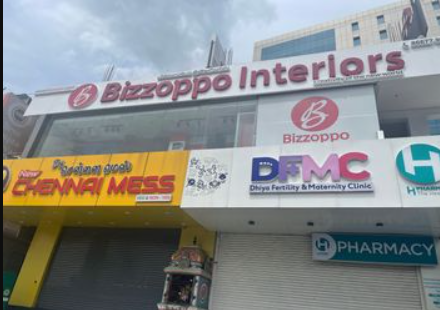 Bizzoppo Interiors
B
Bizzoppo
New
சென்னை மெஸ்
CHENNAI MESS
DFMC
Dhiya Fertility & Maternity Clinic
H
H PHARMACY